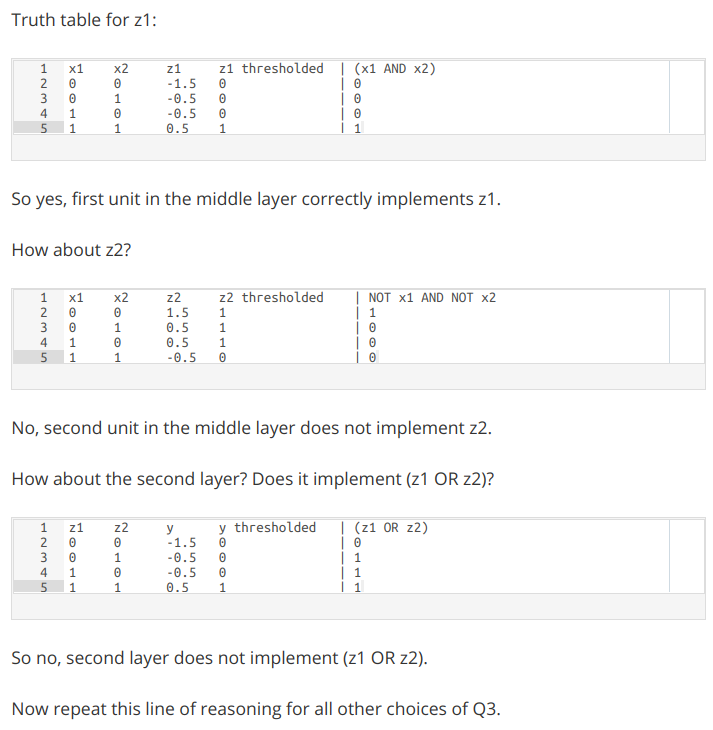 Truth table for z1:
1 x1 x2 z1 z1 thresholded | (x1 AND x2)
2 0 0 -1.5 0 | 0
3 0 1 -0.5 0 | 0
4 1 0 -0.5 0 | 0
5 1 1 0.5 1 | 1
So yes, first unit in the middle layer correctly implements z1.
How about z2?
1 x1 x2 z2 z2 thresholded | NOT x1 AND NOT x2
2 0 0 1.5 1 | 1
3 0 1 0.5 1 | 0
4 1 0 0.5 1 | 0
5 1 1 -0.5 0 | 0
No, second unit in the middle layer does not implement z2.
How about the second layer? Does it implement (z1 OR z2)?
1 z1 z2 y y thresholded | (z1 OR z2)
2 0 0 -1.5 0 | 0
3 0 1 -0.5 0 | 1
4 1 0 -0.5 0 | 1
5 1 1 0.5 1 | 1
So no, second layer does not implement (z1 OR z2).
Now repeat this line of reasoning for all other choices of Q3.